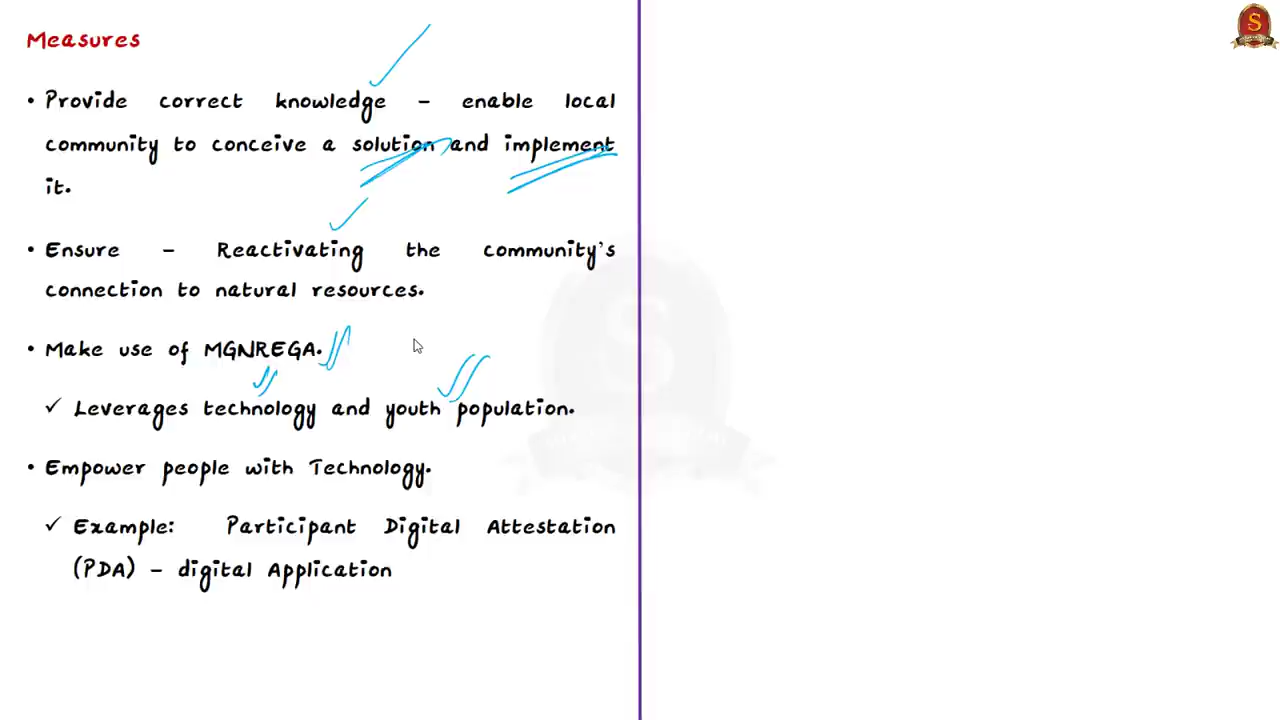 Measures
• Provide correct knowledge – enable local
community to conceive a solution and implement
it.
• Ensure – Reactivating the community's
connection to natural resources.
• Make use of MGNREGA.
✓ Leverages technology and youth population.
• Empower people with Technology.
✓ Example: Participant Digital Attestation
(PDA) – digital Application
S